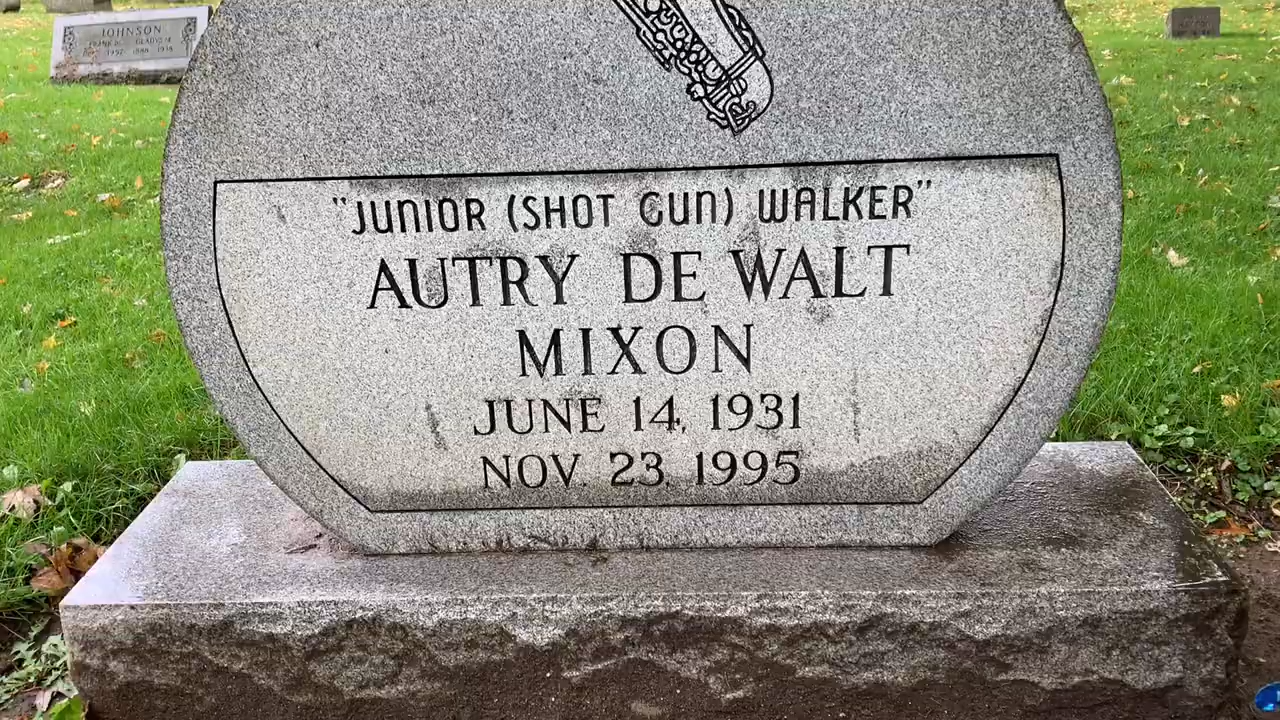 JOHNSON
"JUNIOR (SHOT GUN) WALKER"
AUTRY DE WALT
MIXON
JUNE 14, 1931
NOV. 23, 1995